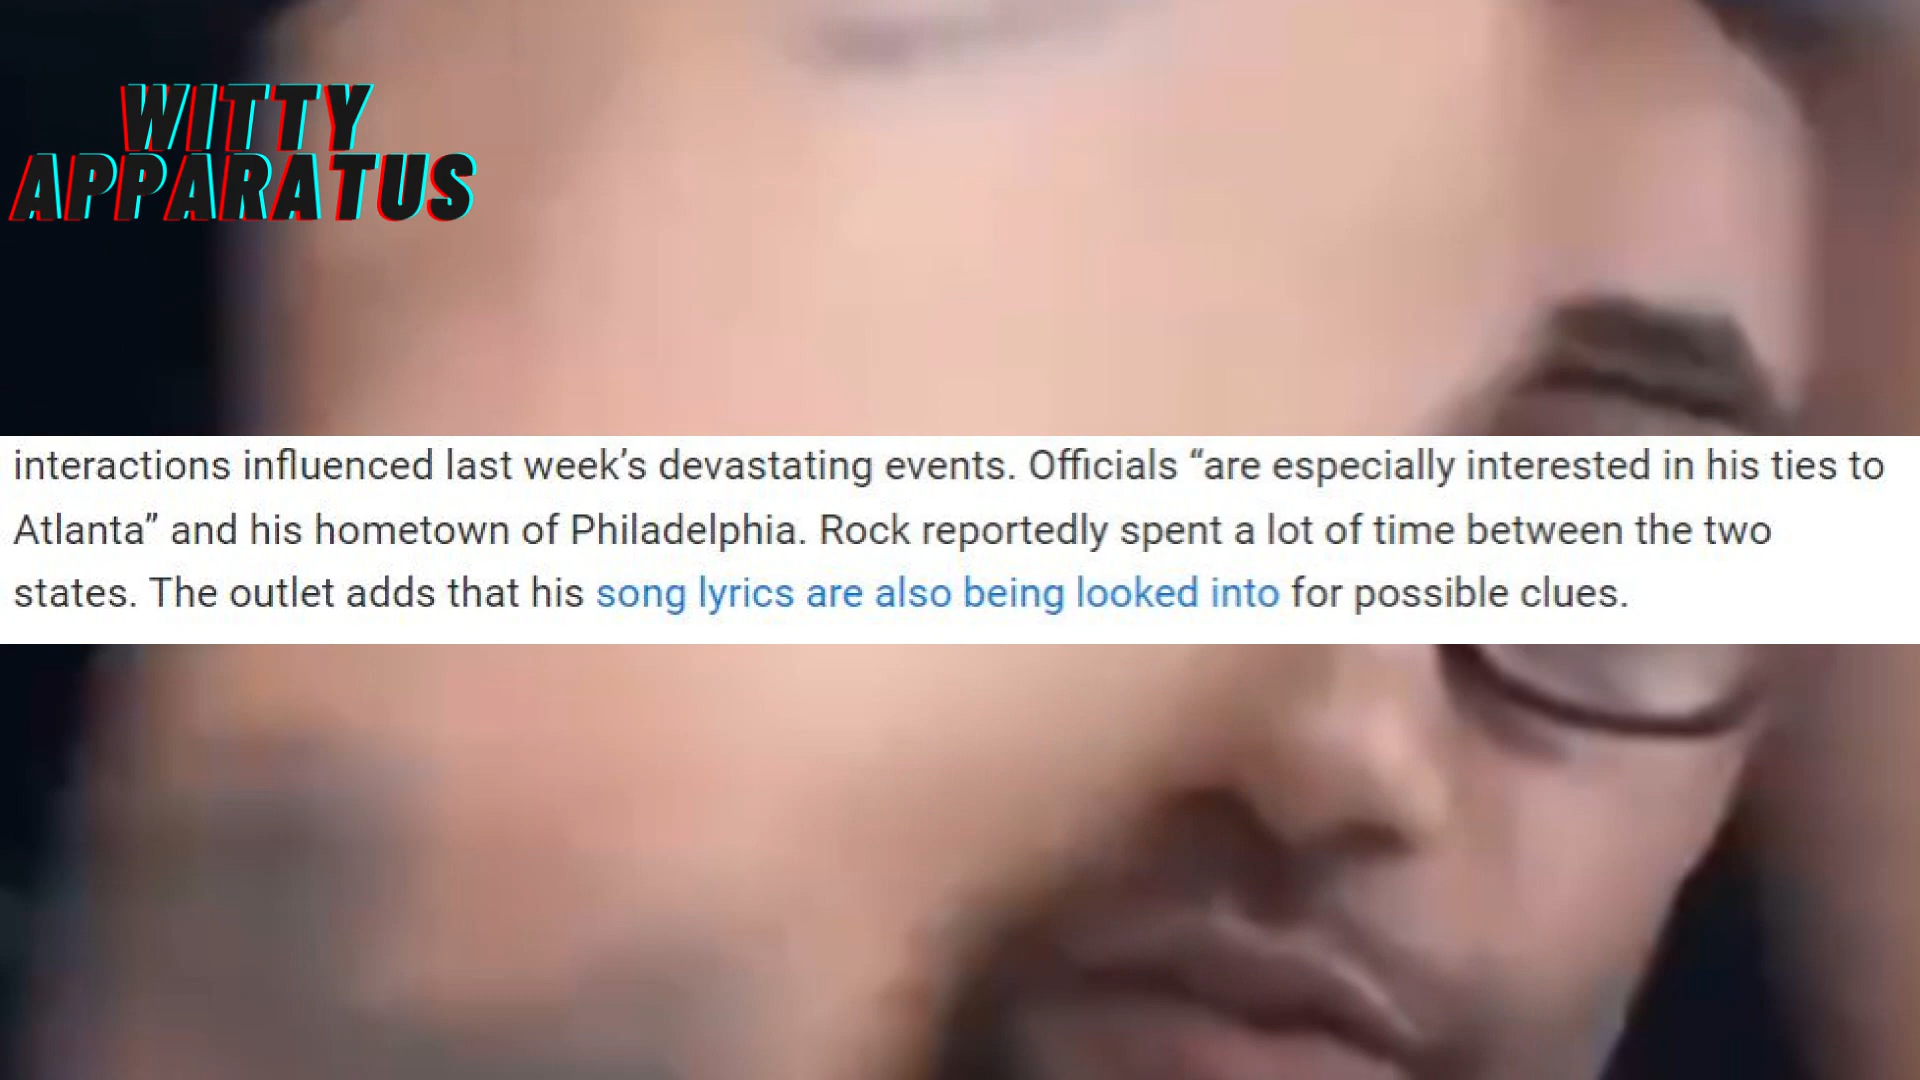 WITTY
APPARATUS
interactions influenced last week’s devastating events. Officials “are especially interested in his ties to
Atlanta” and his hometown of Philadelphia. Rock reportedly spent a lot of time between the two
states. The outlet adds that his song lyrics are also being looked into for possible clues.